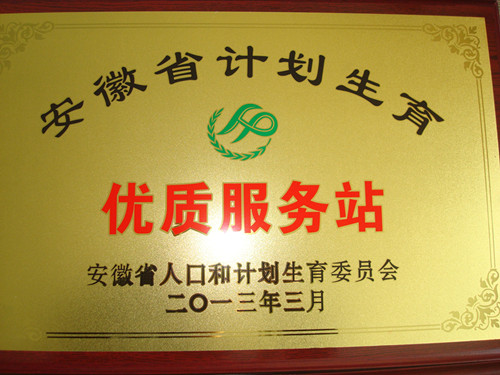 安徽省计划生育
优质服务站
安徽省人口和计划生育委员会
二〇一三年三月